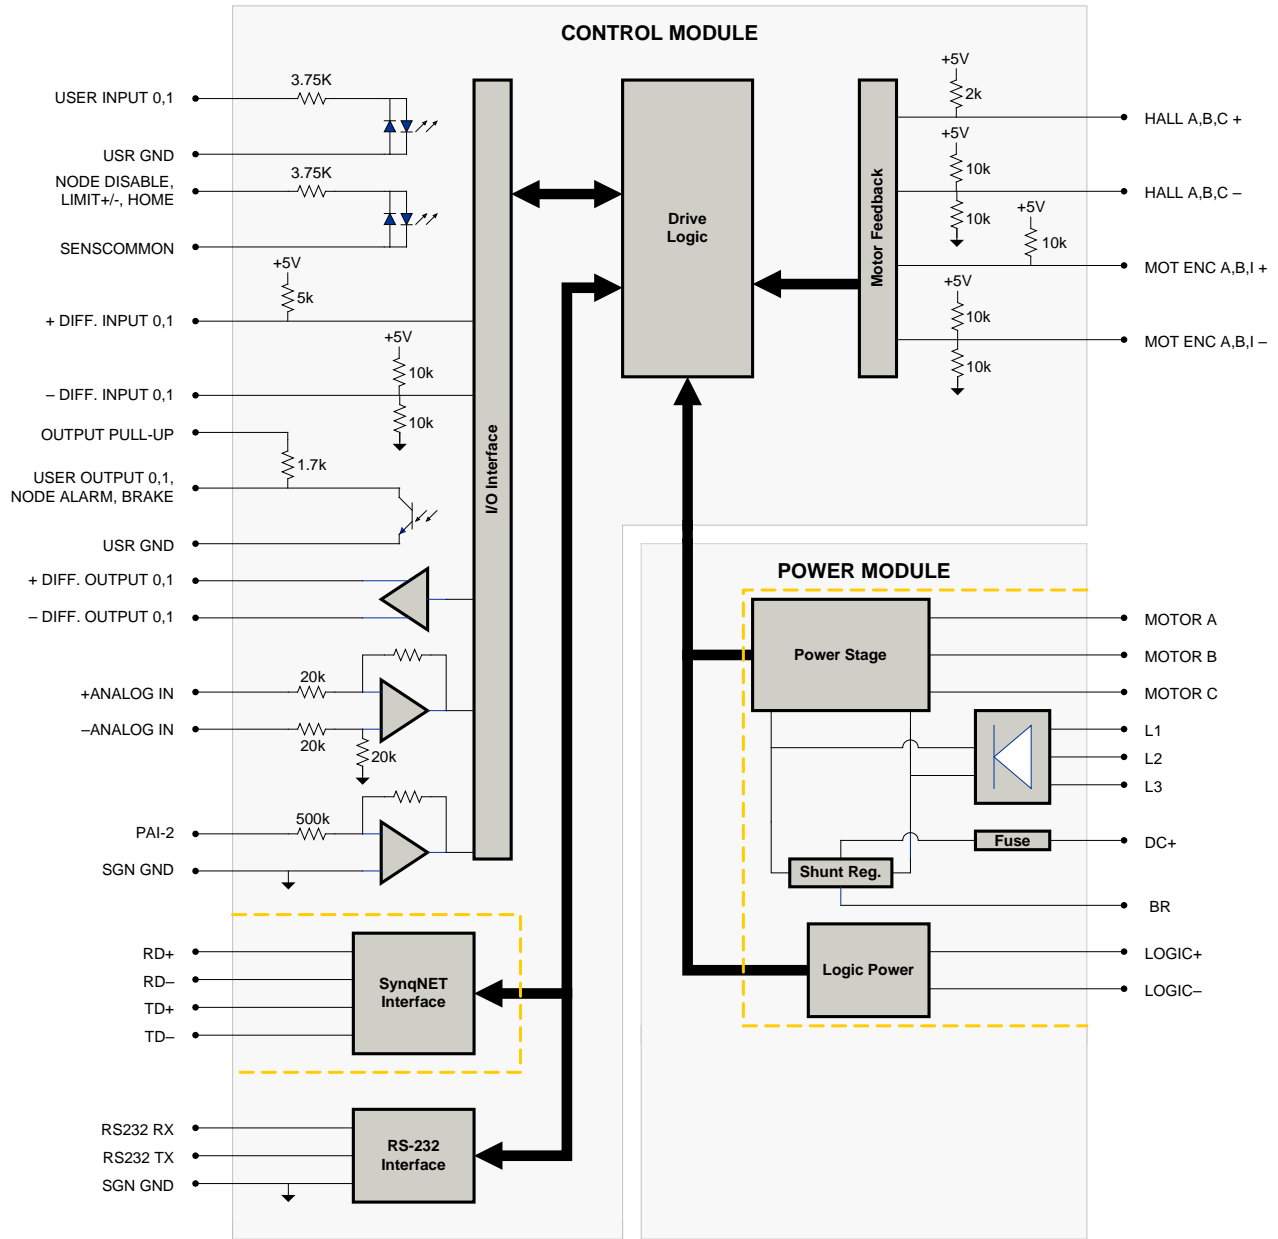 CONTROL MODULE
USER INPUT 0,1
3.75K
USR GND
NODE DISABLE,
LIMIT+/-, HOME
3.75K
SENSCOMMON
+5V
5k
+ DIFF. INPUT 0,1
+5V
10k
– DIFF. INPUT 0,1
10k
OUTPUT PULL-UP
1.7k
USER OUTPUT 0,1,
NODE ALARM, BRAKE
USR GND
+ DIFF. OUTPUT 0,1
– DIFF. OUTPUT 0,1
20k
+ANALOG IN
–ANALOG IN
20k
20k
500k
PAI-2
SGN GND
I/O Interface
RD+
RD–
TD+
TD–
SynqNET
Interface
RS232 RX
RS232 TX
SGN GND
RS-232
Interface
Drive
Logic
Motor Feedback
+5V
2k
HALL A,B,C +
+5V
10k
HALL A,B,C –
10k
+5V
10k
MOT ENC A,B,I +
+5V
10k
MOT ENC A,B,I –
10k
POWER MODULE
Power Stage
MOTOR A
MOTOR B
MOTOR C
L1
L2
L3
Fuse
DC+
Shunt Reg.
BR
Logic Power
LOGIC+
LOGIC–